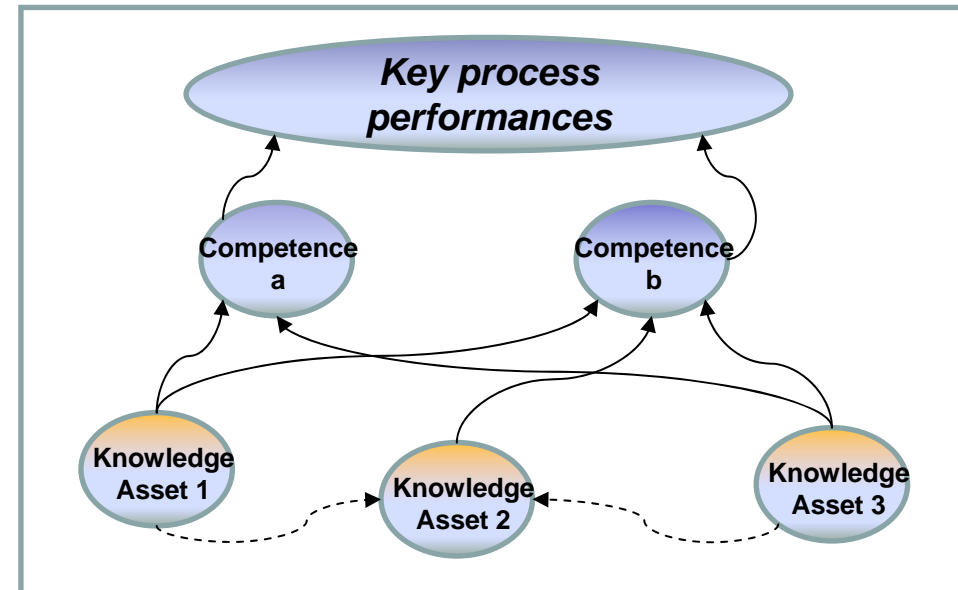 Key process
performances
Competence
a
Competence
b
Knowledge
Asset 1
Knowledge
Asset 2
Knowledge
Asset 3